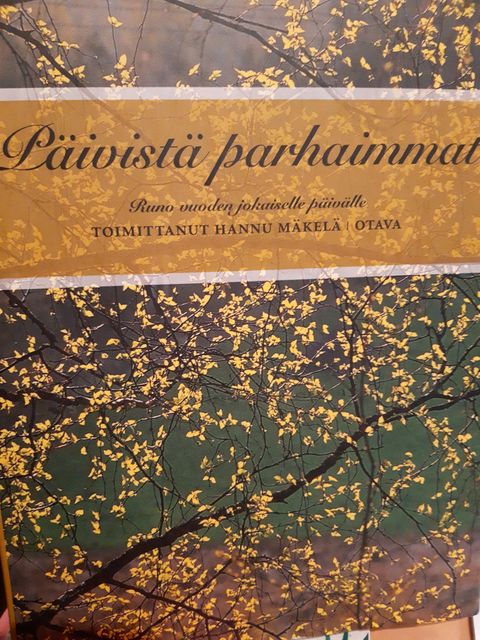 Päivistä parhaimmat
Runo vuoden jokaiselle päivälle
TOIMITTANUT HANNU MÄKELÄ | OTAVA